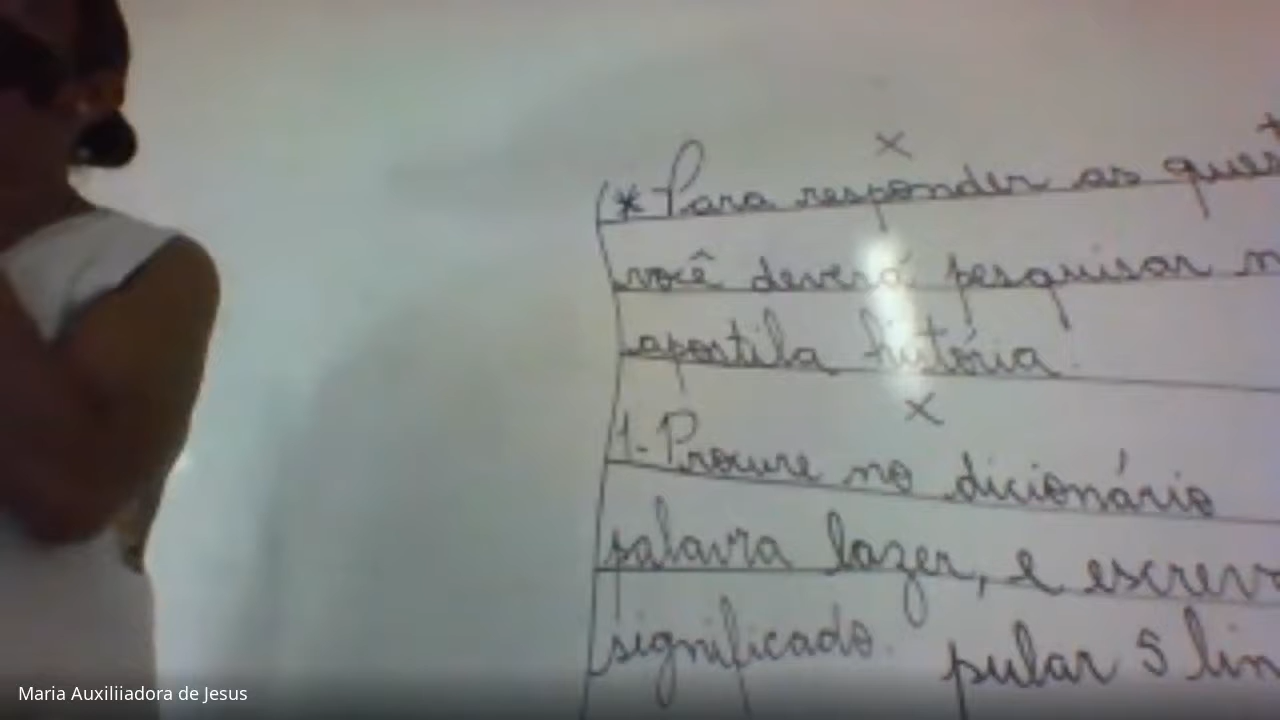 * Para responder as ques
você deverá pesquisar n
apostila história.
1- Procure no dicionário
palavra lazer, e escrev
significado. pular 5 lin
Maria Auxiliiadora de Jesus